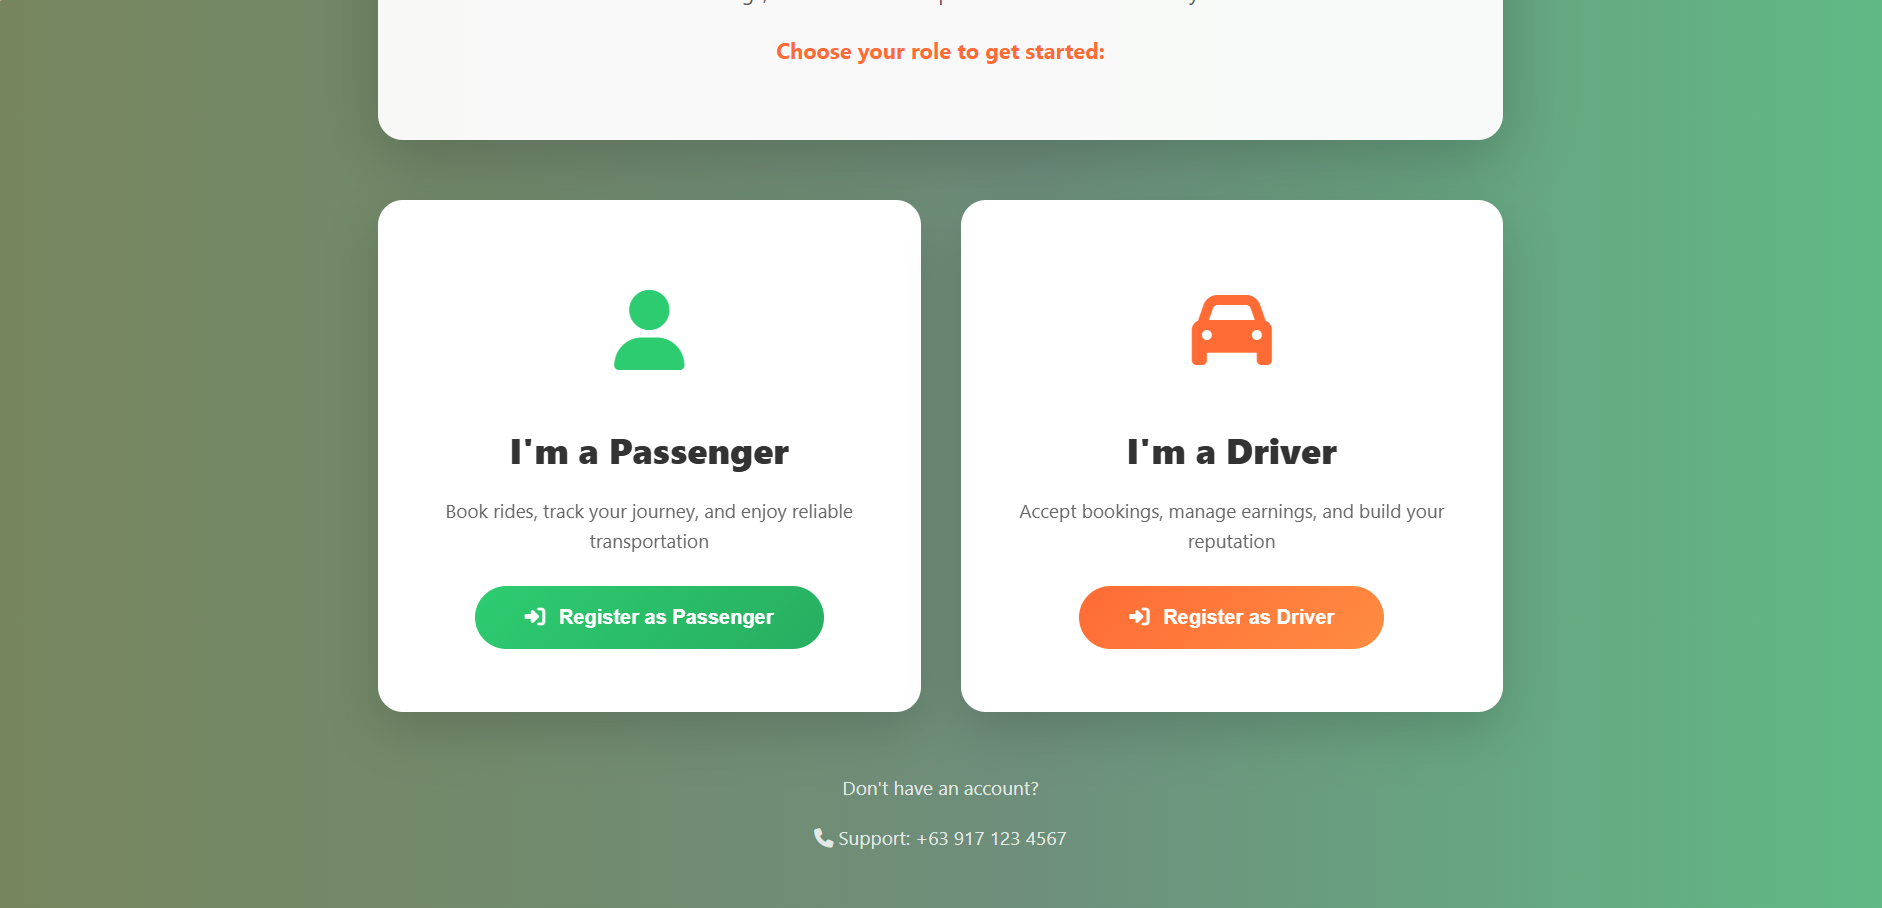 Choose your role to get started:
I'm a Passenger
Book rides, track your journey, and enjoy reliable
transportation
Register as Passenger
I'm a Driver
Accept bookings, manage earnings, and build your
reputation
Register as Driver
Don't have an account?
Support: +63 917 123 4567